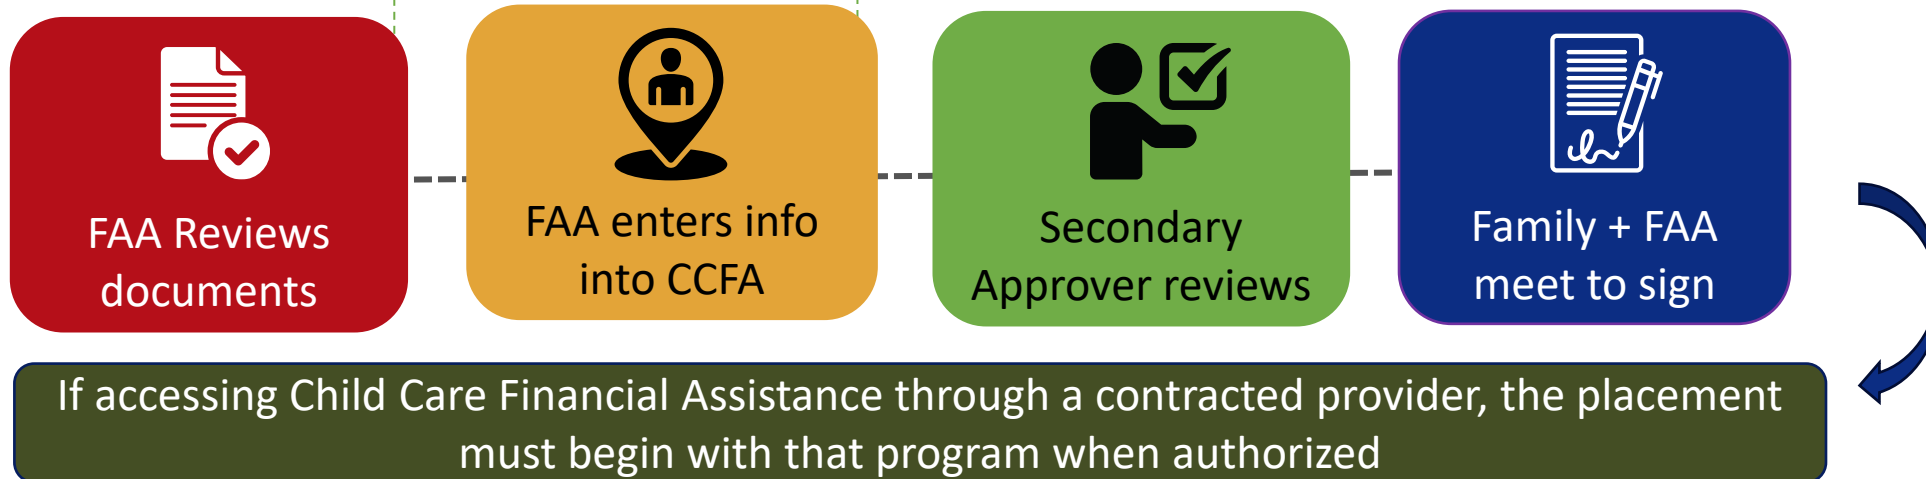 FAA Reviews
documents
FAA enters info
into CCFA
Secondary
Approver reviews
Family + FAA
meet to sign
If accessing Child Care Financial Assistance through a contracted provider, the placement
must begin with that program when authorized